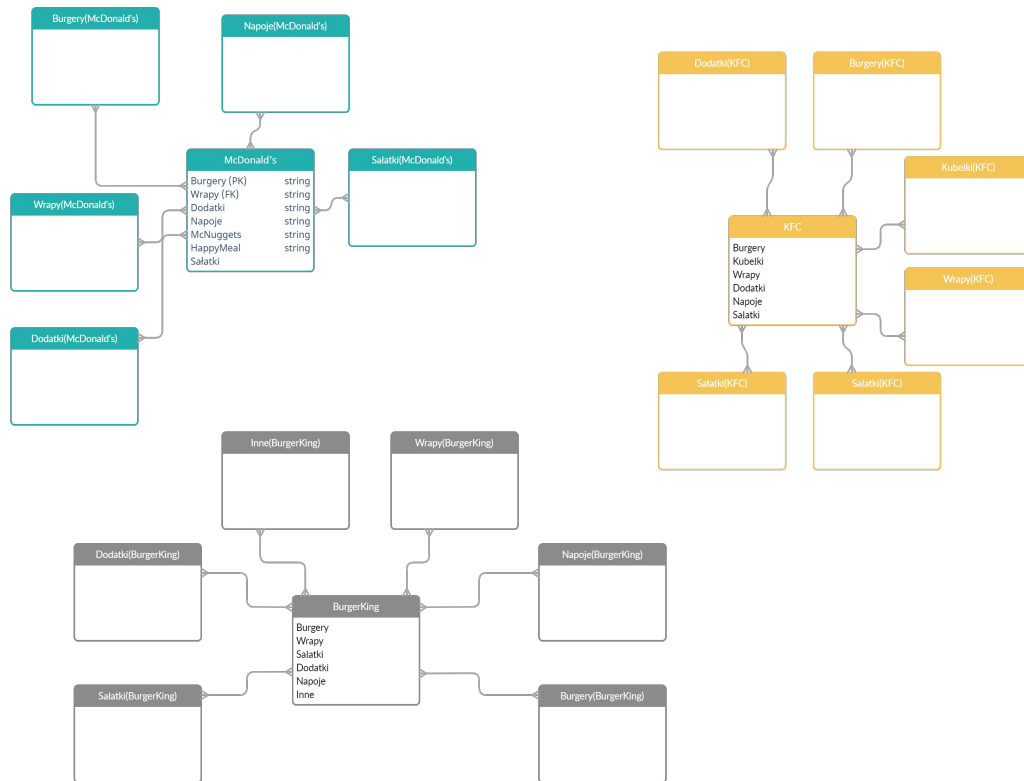 Burgery(McDonald's)
Napoje(McDonald's)
McDonald's
Burgery (PK) string
Wrapy (FK) string
Dodatki string
Napoje string
McNuggets string
HappyMeal string
Sałatki
Sałatki(McDonald's)
Wrapy(McDonald's)
Dodatki(McDonald's)
Dodatki(KFC)
Burgery(KFC)
Kubełki(KFC)
KFC
Burgery
Kubełki
Wrapy
Dodatki
Napoje
Sałatki
Wrapy(KFC)
Sałatki(KFC)
Sałatki(KFC)
Inne(BurgerKing)
Wrapy(BurgerKing)
Dodatki(BurgerKing)
Napoje(BurgerKing)
BurgerKing
Burgery
Wrapy
Sałatki
Dodatki
Napoje
Inne
Sałatki(BurgerKing)
Burgery(BurgerKing)